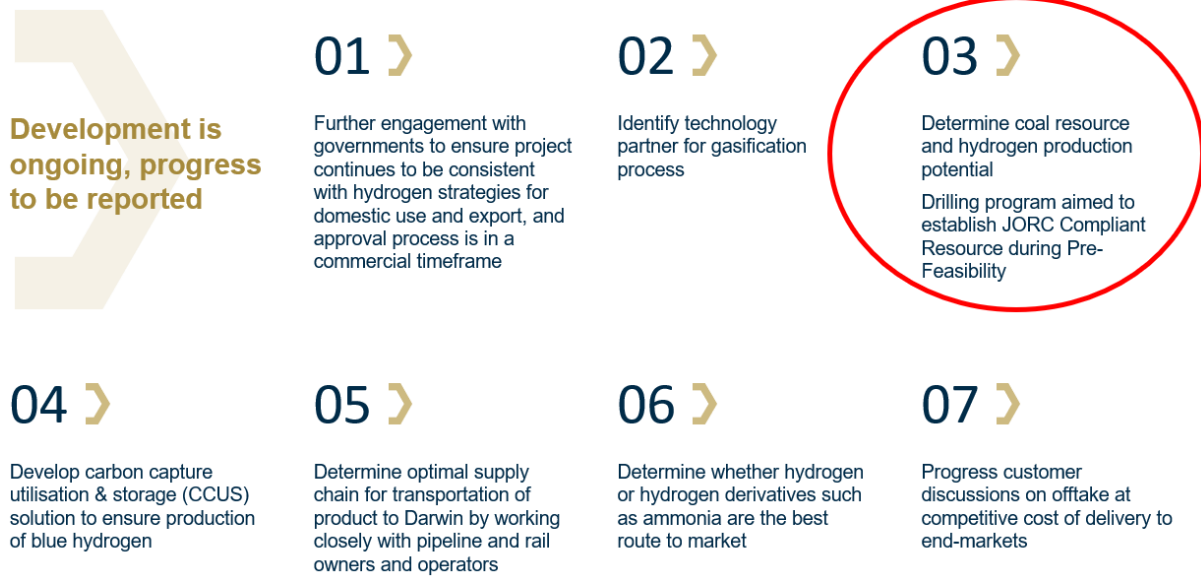 Development is
ongoing, progress
to be reported
01
Further engagement with
governments to ensure project
continues to be consistent
with hydrogen strategies for
domestic use and export, and
approval process is in a
commercial timeframe
02
Identify technology
partner for gasification
process
03
Determine coal resource
and hydrogen production
potential
Drilling program aimed to
establish JORC Compliant
Resource during Pre-
Feasibility
04
Develop carbon capture
utilisation & storage (CCUS)
solution to ensure production
of blue hydrogen
05
Determine optimal supply
chain for transportation of
product to Darwin by working
closely with pipeline and rail
owners and operators
06
Determine whether hydrogen
or hydrogen derivatives such
as ammonia are the best
route to market
07
Progress customer
discussions on offtake at
competitive cost of delivery to
end-markets